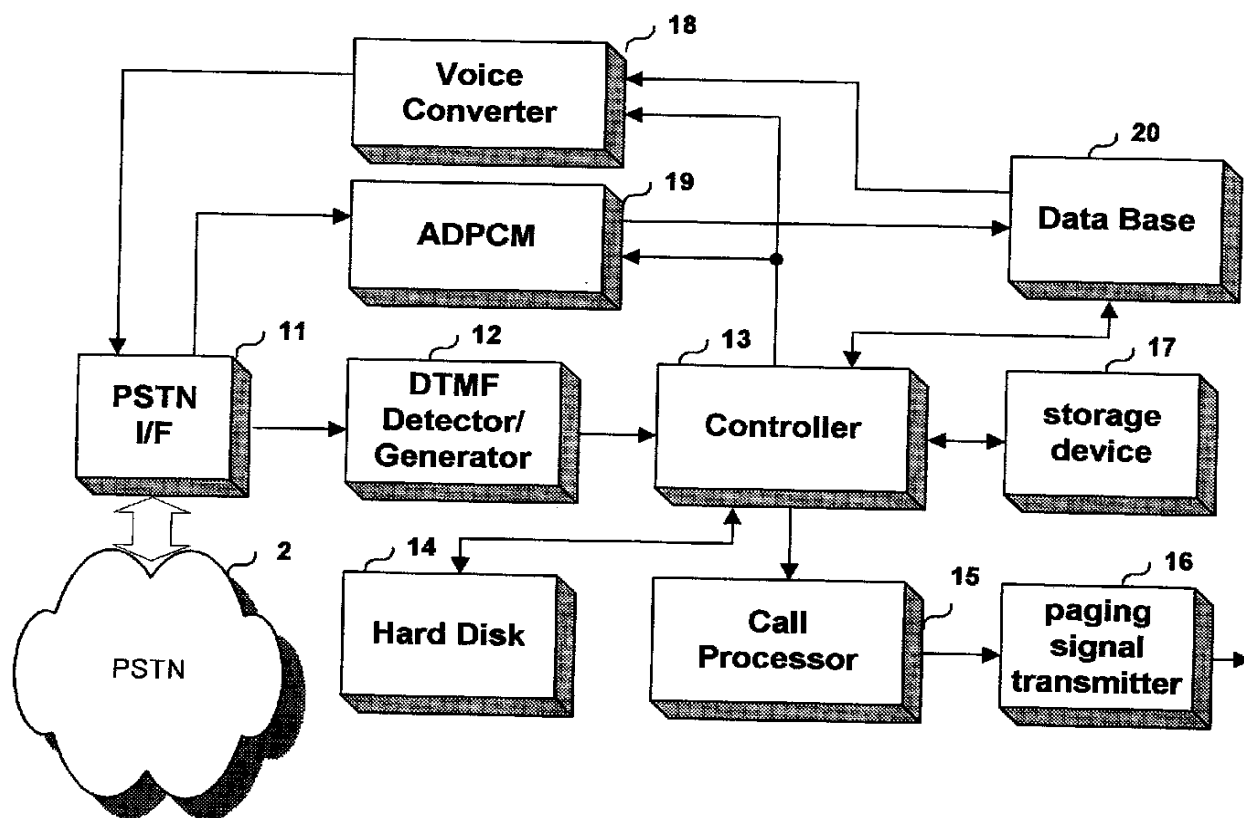 18
Voice
Converter
20
Data Base
19
ADPCM
11
PSTN
I/F
12
DTMF
Detector/
Generator
13
Controller
17
storage
device
2
PSTN
14
Hard Disk
15
Call
Processor
16
paging
signal
transmitter